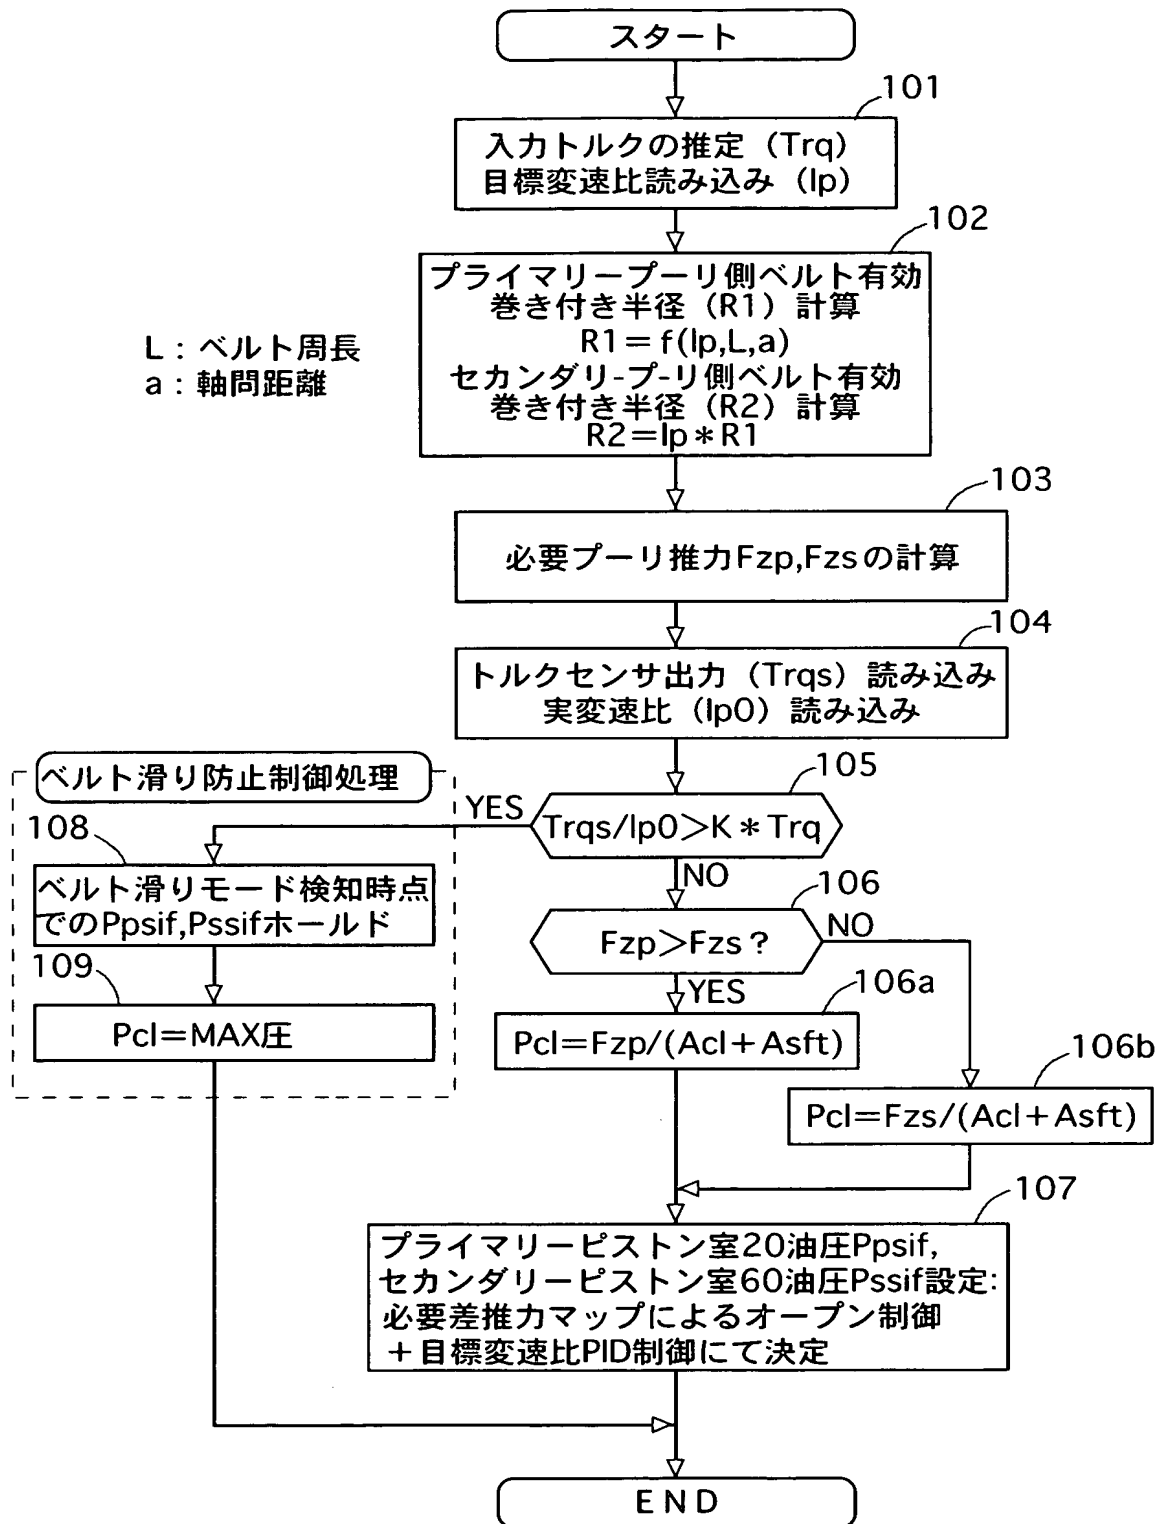 スタート
101
入力トルクの推定（Trq）
目標変速比読み込み（Ip）
102
プライマリープーリ側ベルト有効
巻き付き半径（R1）計算
R1＝f(Ip,L,a)
セカンダリ-プ-リ側ベルト有効
巻き付き半径（R2）計算
R2＝Ip＊R1
L：ベルト周長
a：軸問距離
103
必要プーリ推力Fzp,Fzsの計算
104
トルクセンサ出力（Trqs）読み込み
実変速比（Ip0）読み込み
105
Trqs/Ip0＞K＊Trq
YES
NO
ベルト滑り防止制御処理
108
ベルト滑りモード検知時点
でのPpsif,Pssifホールド
109
Pcl＝MAX圧
106
Fzp＞Fzs？
NO
YES
106a
Pcl＝Fzp/(Acl＋Asft)
106b
Pcl＝Fzs/(Acl＋Asft)
107
プライマリーピストン室20油圧Ppsif,
セカンダリーピストン室60油圧Pssif設定:
必要差推力マップによるオープン制御
＋目標変速比PID制御にて決定
END